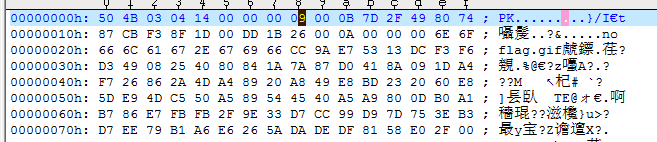 00000000h: 50 4B 03 04 14 00 00 00 09 00 0B 7D 2F 49 80 74 ; PK.........}/I€t
00000010h: 87 CB F3 8F 1D 00 DD 1B 26 00 0A 00 00 00 6E 6F ; 囁髲..?&.....no
00000020h: 66 6C 61 67 2E 67 69 66 CC 9A E7 53 13 DC F3 F6 ; flag.gif虤鏢.荏?
00000030h: D3 49 08 25 40 80 84 1A 7A 87 D0 41 8A 09 1D A4 ; 覫.%@€?z囆A?.?
00000040h: F7 26 86 2A 4D A4 89 20 A8 49 E8 BD 23 20 60 E8 ; ??M 杞# `?
00000050h: 5D E9 4D C5 50 A5 89 54 45 40 A5 A9 80 0D B0 A1 ; ]镸臥 TE@ォ€.啊
00000060h: B7 86 E7 FB FB 2F 9E 33 D7 CC 99 D9 7D 75 3E B3 ; 穯琨??滋欓}u>?
00000070h: D7 EE 79 B1 A6 E6 26 5A DA DE DF 81 58 E0 2F 00 ; 最y宝?Z谵遄X?.